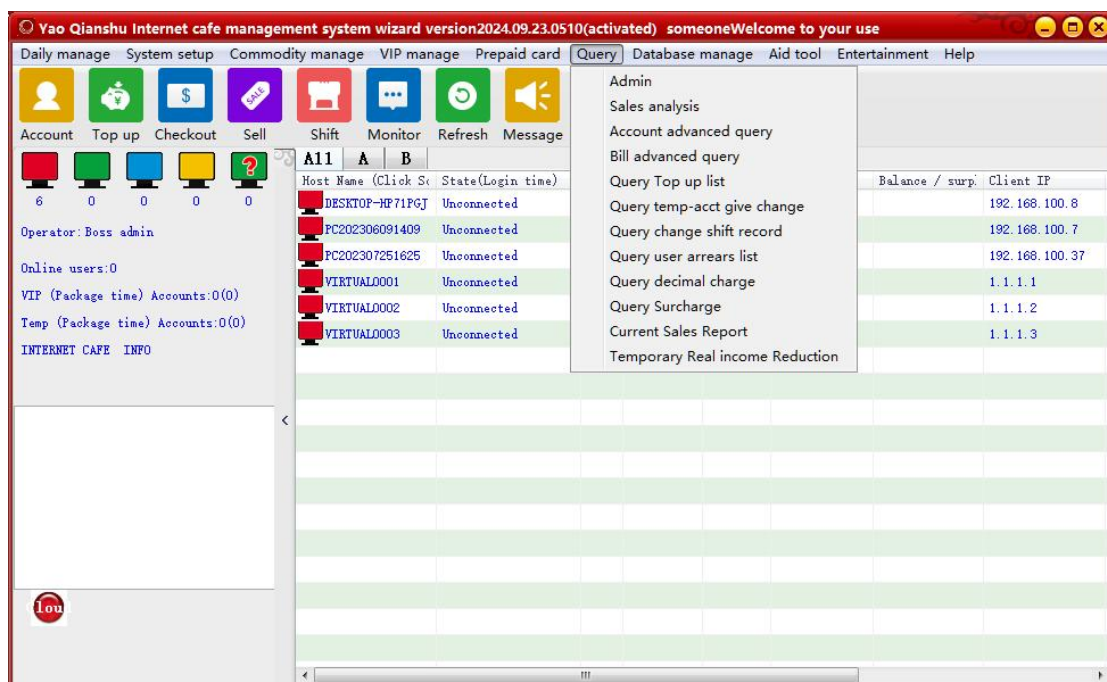 Yao Qianshu Internet cafe management system wizard version2024.09.23.0510(activated)  someoneWelcome to your use
Daily manage System setup Commodity manage VIP manage Prepaid card Query Database manage Aid tool Entertainment Help
SALE
Account Top up Checkout Sell Shift Monitor Refresh Message
Admin
Sales analysis
Account advanced query
Bill advanced query
Query Top up list
Query temp-acct give change
Query change shift record
Query user arrears list
Query decimal charge
Query Surcharge
Current Sales Report
Temporary Real income Reduction
6 0 0 0 0
Operator:Boss admin
Online users:0
VIP (Package time) Accounts:0(0)
Temp (Package time) Accounts:0(0)
INTERNET CAFE INFO
lou
All A B
Host Name (Click Sc State(Login time) Balance / surp. Client IP
DESKTOP-HP71PGJ Unconnected 192.168.100.8
PC202306091409 Unconnected 192.168.100.7
PC202307251625 Unconnected 192.168.100.37
VIRTUAL0001 Unconnected 1.1.1.1
VIRTUAL0002 Unconnected 1.1.1.2
VIRTUAL0003 Unconnected 1.1.1.3